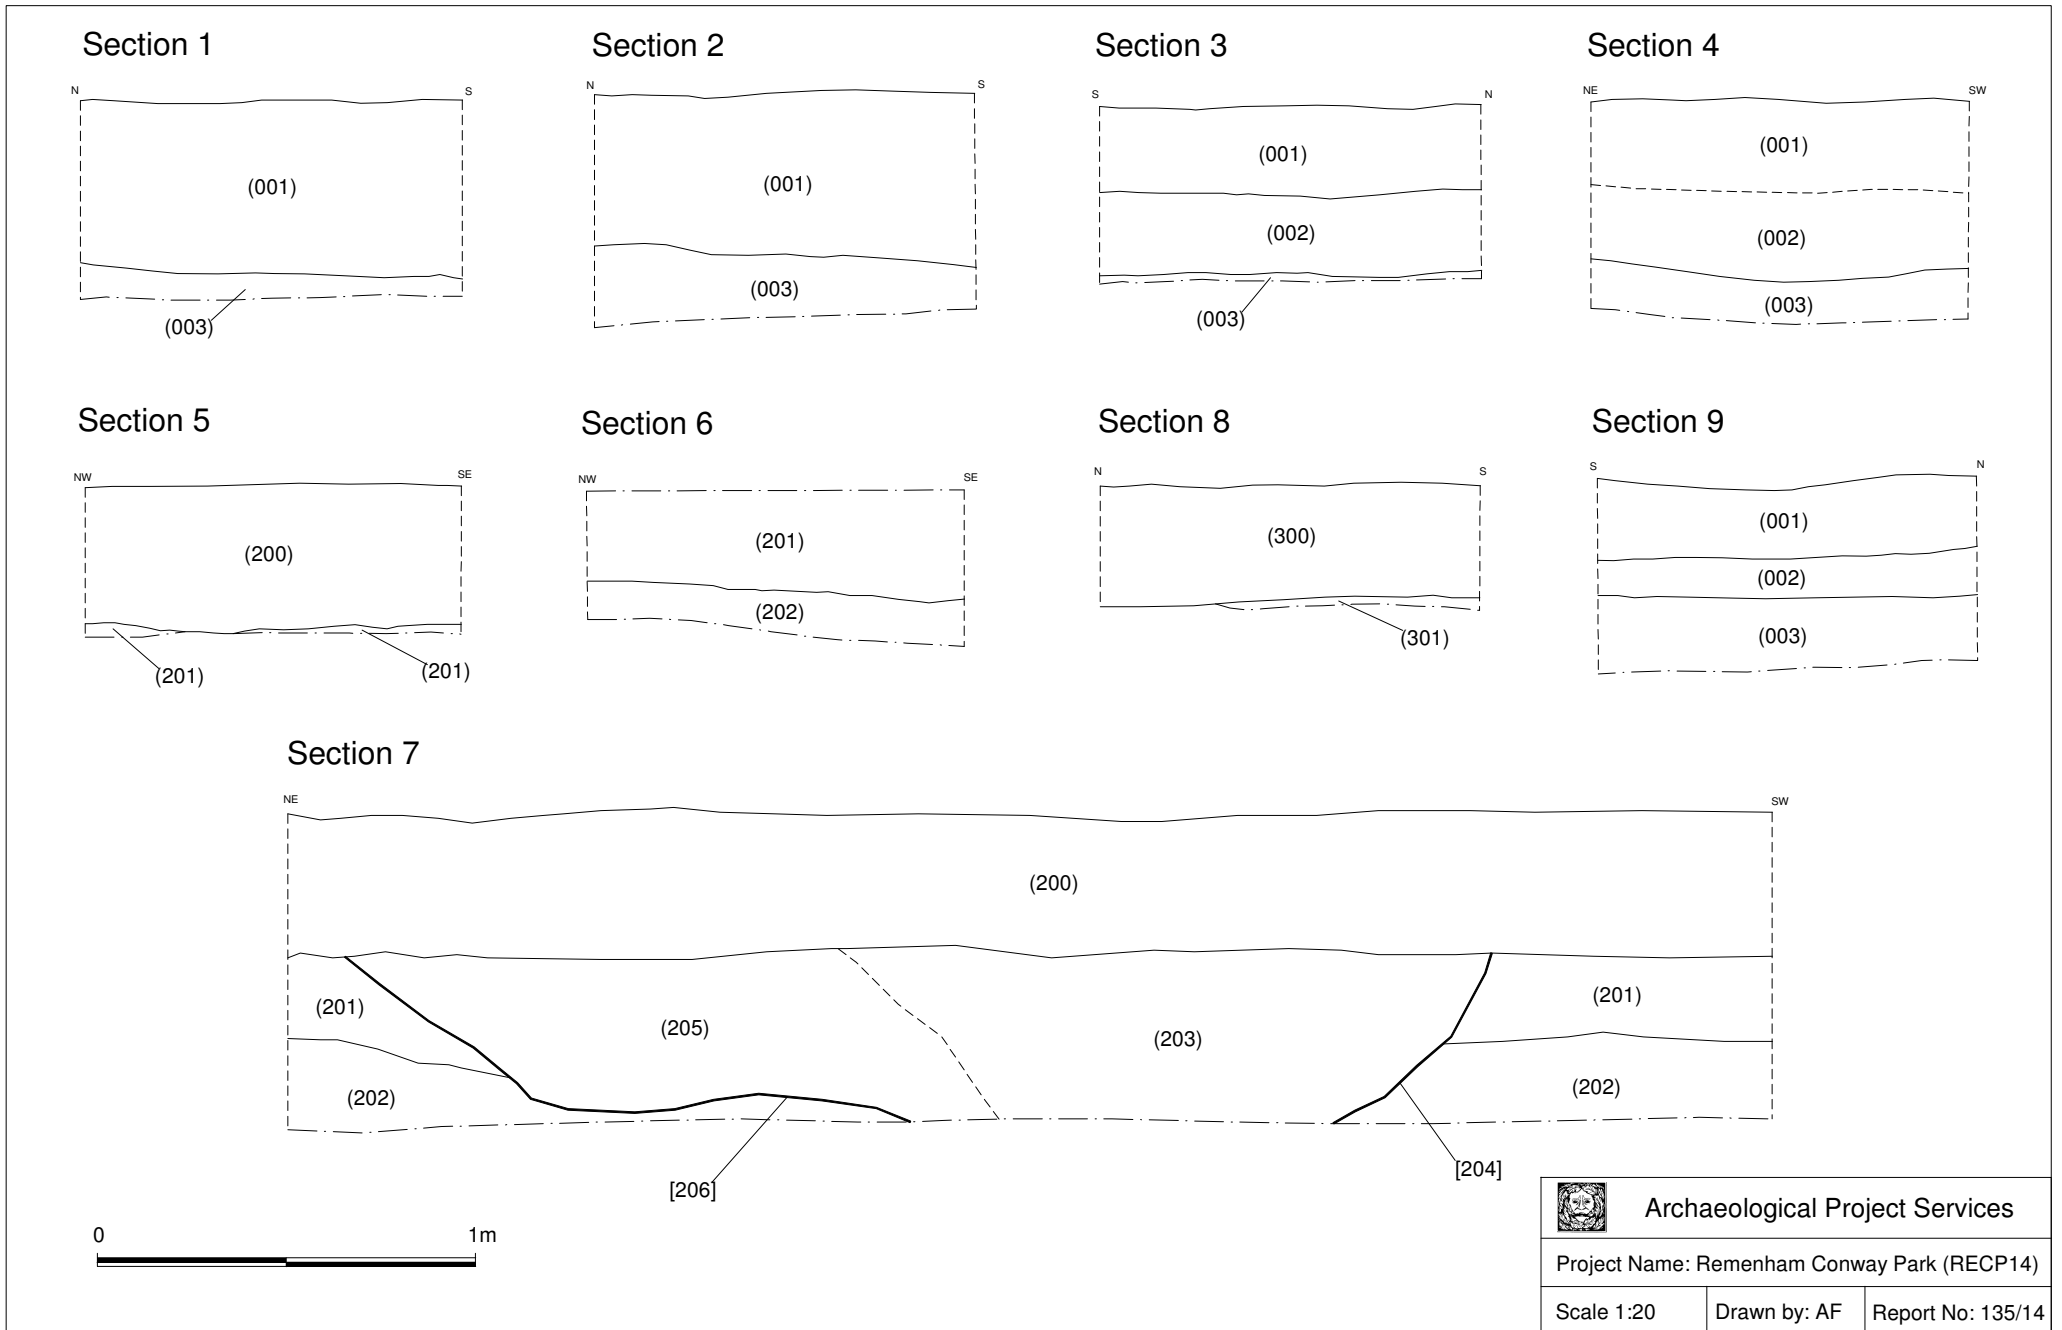 Section 1
N
S
(001)
(003)
Section 2
N
S
(001)
(003)
Section 3
S
N
(001)
(002)
(003)
Section 4
NE
SW
(001)
(002)
(003)
Section 5
NW
SE
(200)
(201)
(201)
Section 6
NW
SE
(201)
(202)
Section 8
N
S
(300)
(301)
Section 9
S
N
(001)
(002)
(003)
Section 7
NE
SW
(200)
(201)
(205)
(203)
(201)
(202)
(202)
[206]
[204]
0 1m
Archaeological Project Services
Project Name: Remenham Conway Park (RECP14)
Scale 1:20 Drawn by: AF Report No: 135/14